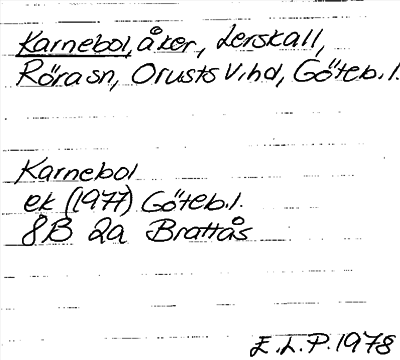 Karnebol, åker, Lerskall,
Röra sn, Orusts V. hd, Göteb. l.
Karnebol
ek (1977) Göteb. l.
8B 2a Brattås
E.L.P. 1978